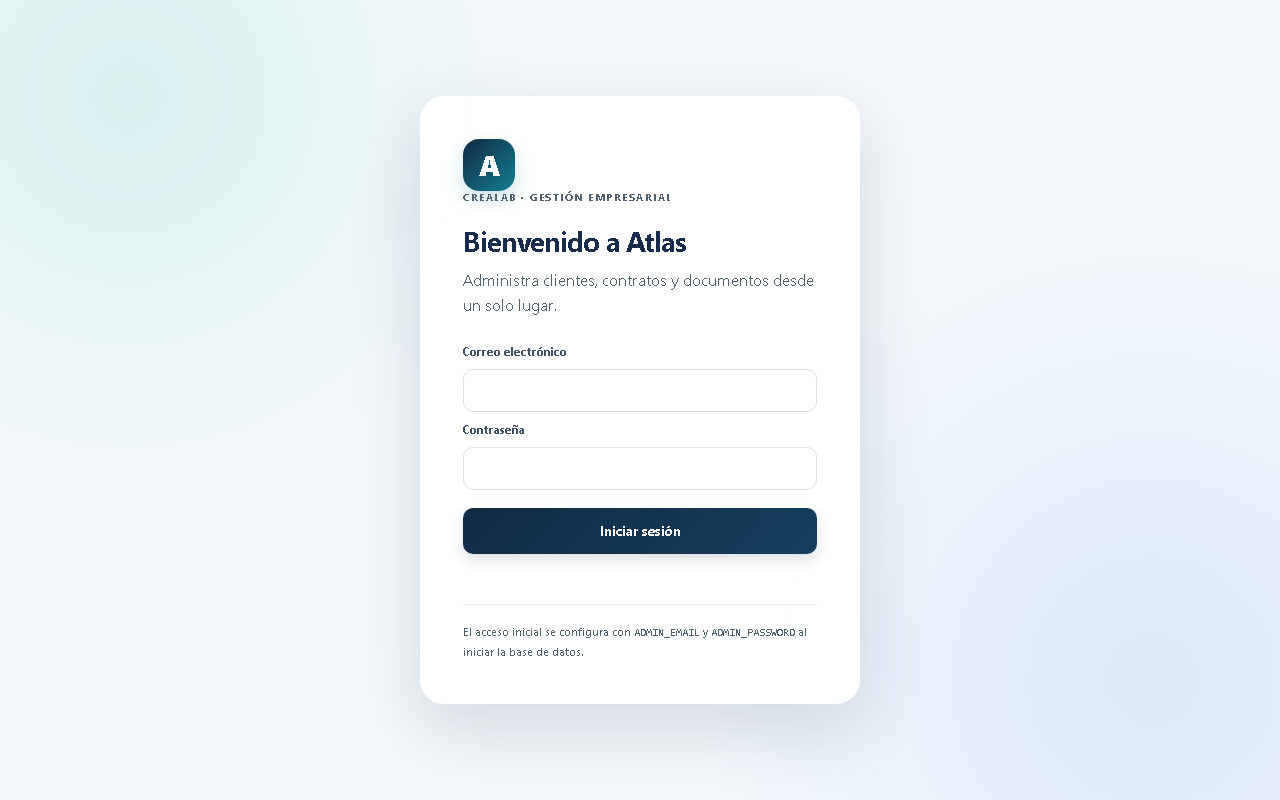 A
CREALAB · GESTIÓN EMPRESARIAL
Bienvenido a Atlas
Administra clientes, contratos y documentos desde
un solo lugar.
Correo electrónico
Contraseña
Iniciar sesión
El acceso inicial se configura con ADMIN_EMAIL y ADMIN_PASSWORD al
iniciar la base de datos.